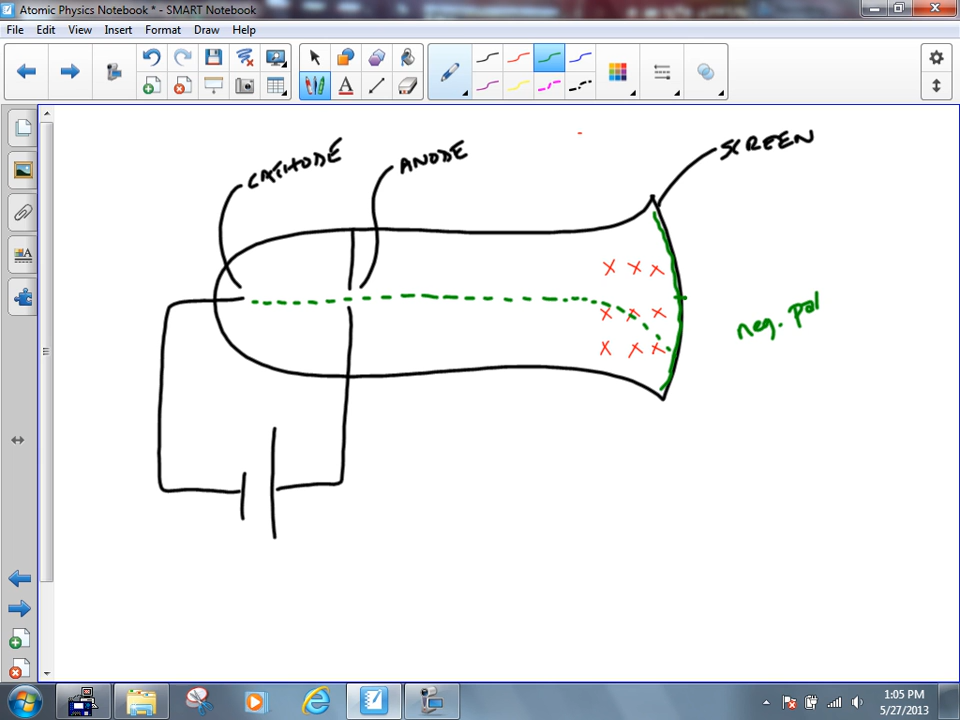 Atomic Physics Notebook * - SMART Notebook
File Edit View Insert Format Draw Help
CATHODE
ANODE
SCREEN
neg. pal
1:05 PM
5/27/2013